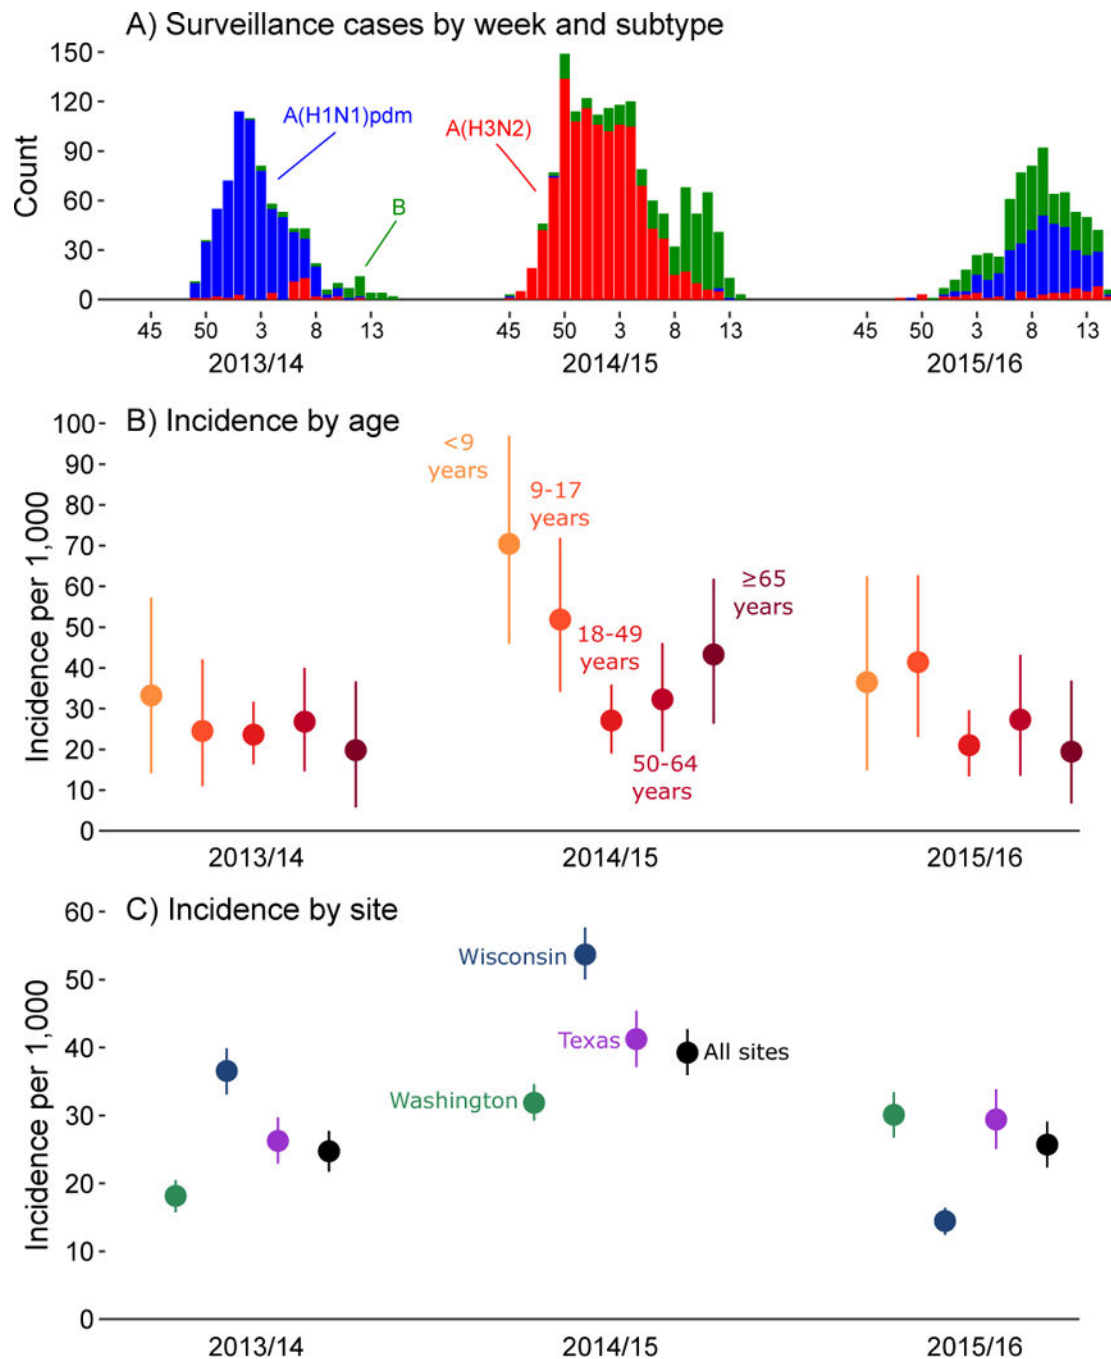 A) Surveillance cases by week and subtype
150
120
90
60
30
0
Count
A(H1N1)pdm
A(H3N2)
B
45 50 3 8 13 45 50 3 8 13 45 50 3 8 13
2013/14 2014/15 2015/16
B) Incidence by age
100
90
80
70
60
50
40
30
20
10
0
Incidence per 1,000
<9
years
9-17
years
18-49
years
50-64
years
≥65
years
2013/14 2014/15 2015/16
C) Incidence by site
60
50
40
30
20
10
0
Incidence per 1,000
Wisconsin
Texas
All sites
Washington
2013/14 2014/15 2015/16